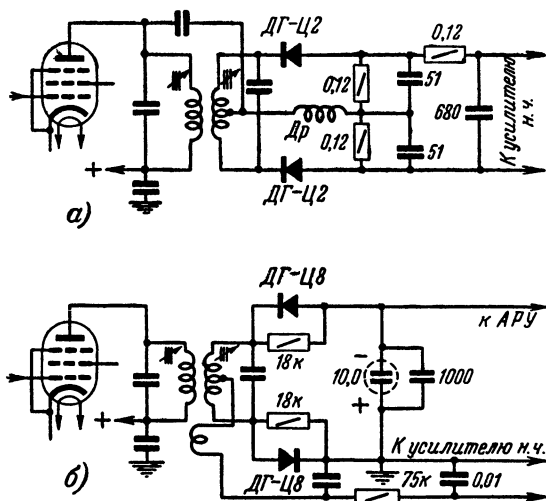 ДГ-Ц2
0,12
0,12
51
680
Др
0,12
51
К усилителю н.ч.
+
ДГ-Ц2
а)
ДГ-Ц8
к АРУ
18к
10,0
−
1000
18к
+
+
К усилителю н.ч.
б)
ДГ-Ц8
75к
0,01